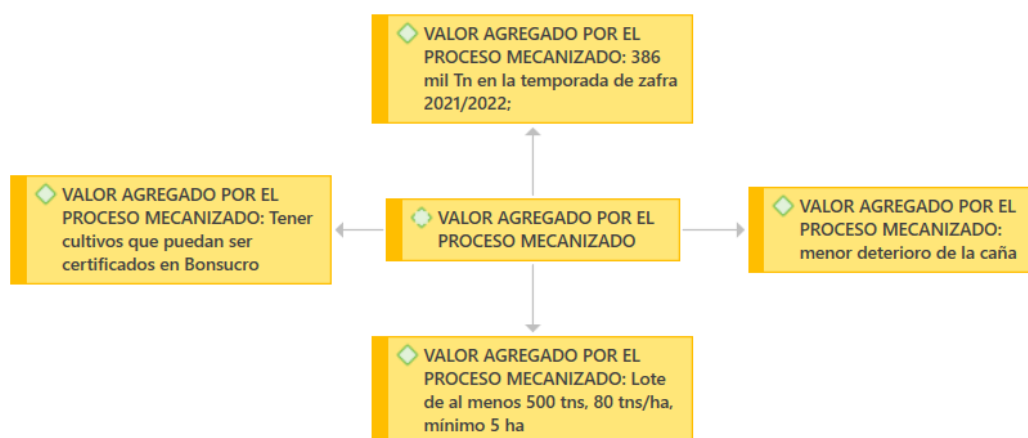 VALOR AGREGADO POR EL
PROCESO MECANIZADO: 386
mil Tn en la temporada de zafra
2021/2022;
VALOR AGREGADO POR EL
PROCESO MECANIZADO: Tener
cultivos que puedan ser
certificados en Bonsucro
VALOR AGREGADO POR EL
PROCESO MECANIZADO
VALOR AGREGADO POR EL
PROCESO MECANIZADO:
menor deterioro de la caña
VALOR AGREGADO POR EL
PROCESO MECANIZADO: Lote
de al menos 500 tns, 80 tns/ha,
mínimo 5 ha